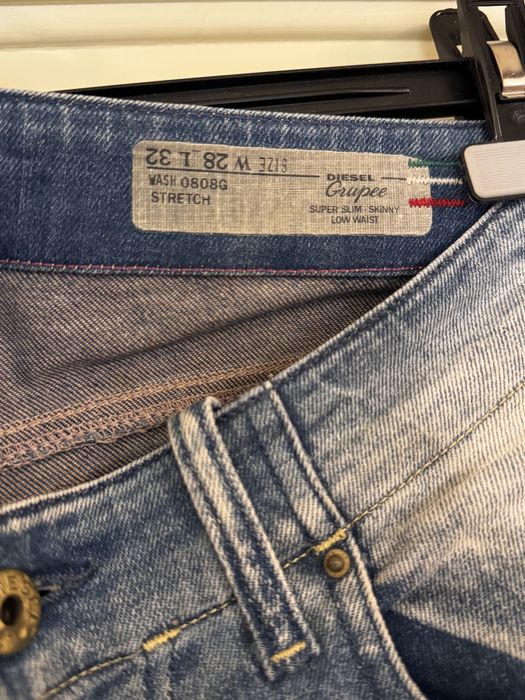 SIZE W 28 L 32
WASH 0808G
STRETCH
DIESEL
Grupee
SUPER SLIM - SKINNY
LOW WAIST